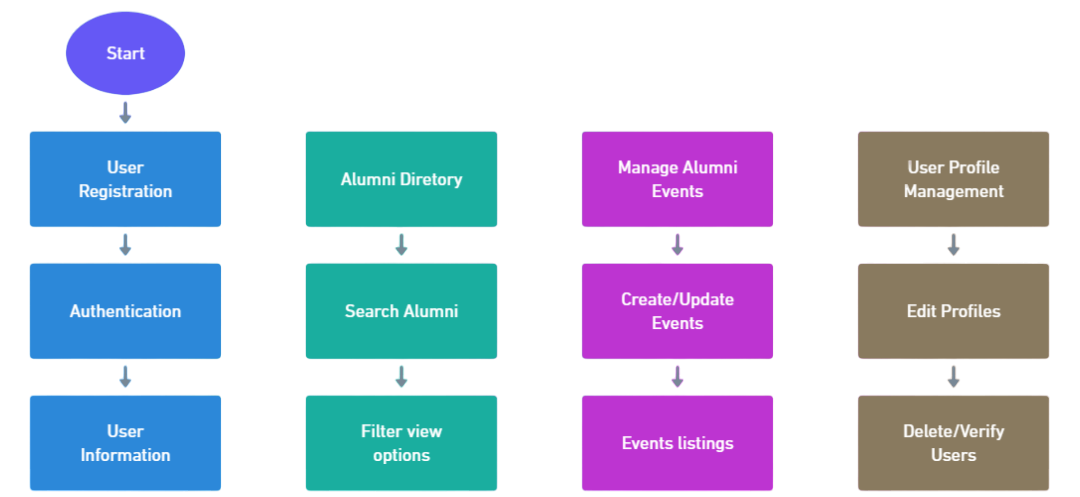 Start
User
Registration
Alumni Diretory
Manage Alumni
Events
User Profile
Management
Authentication
Search Alumni
Create/Update
Events
Edit Profiles
User
Information
Filter view
options
Events listings
Delete/Verify
Users